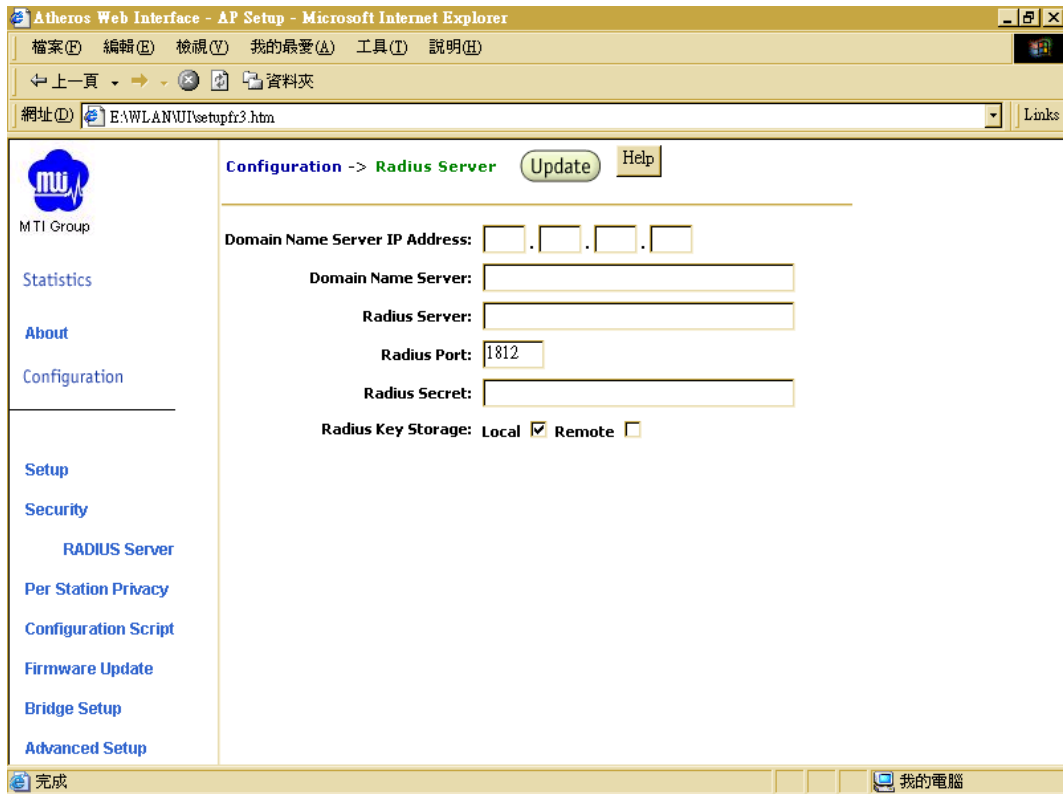 Atheros Web Interface - AP Setup - Microsoft Internet Explorer
檔案(F) 編輯(E) 檢視(V) 我的最愛(A) 工具(T) 說明(H)
上一頁 資料夾
網址(D) E:\WLAN\UI\setupfr3.htm Links
MTI Group
Statistics
About
Configuration
Setup
Security
RADIUS Server
Per Station Privacy
Configuration Script
Firmware Update
Bridge Setup
Advanced Setup
Configuration -> Radius Server Update Help
Domain Name Server IP Address: . . .
Domain Name Server:
Radius Server:
Radius Port: 1812
Radius Secret:
Radius Key Storage: Local Remote
完成 我的電腦